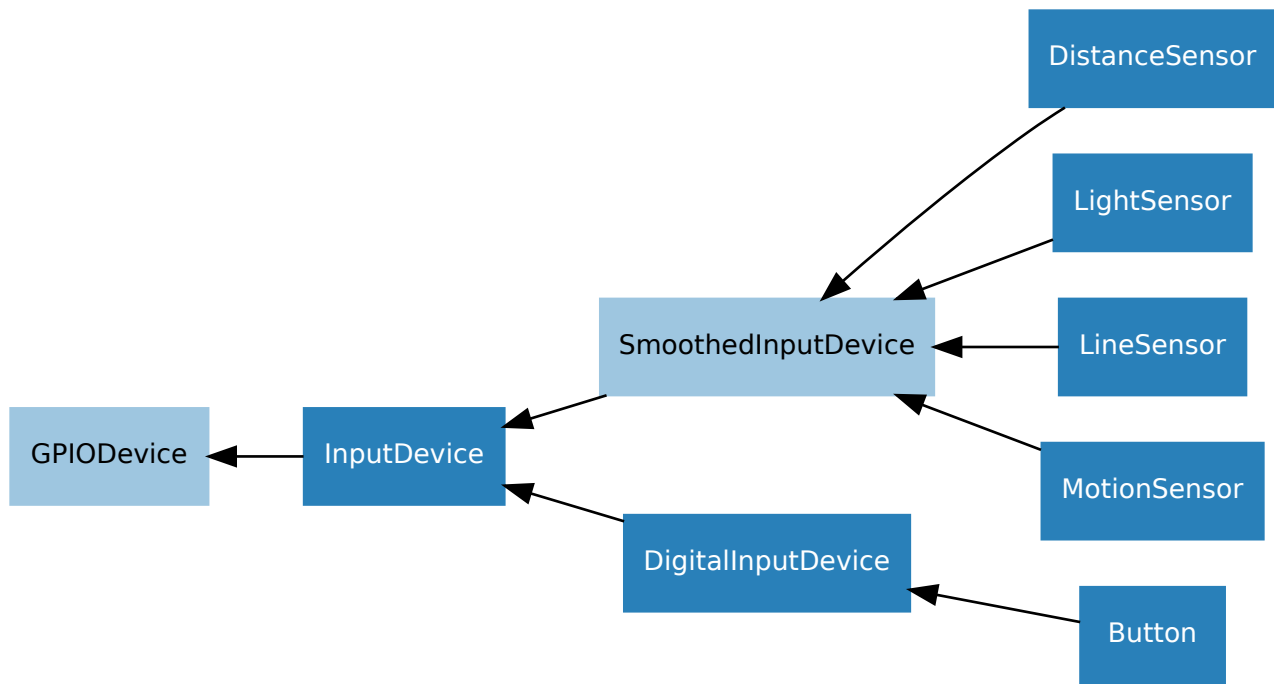 DistanceSensor
LightSensor
SmoothedInputDevice
LineSensor
GPIODevice
InputDevice
MotionSensor
DigitalInputDevice
Button